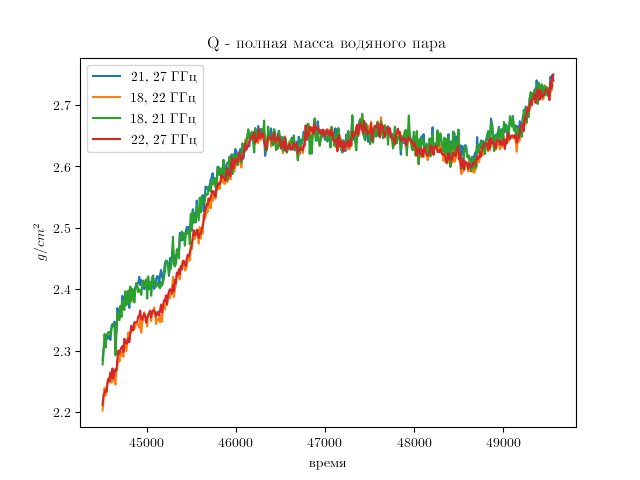 Q - полная масса водяного пара
21, 27 ГГц
18, 22 ГГц
18, 21 ГГц
22, 27 ГГц
2.7
2.6
2.5
2.4
2.3
2.2
g/cm²
45000 46000 47000 48000 49000
время